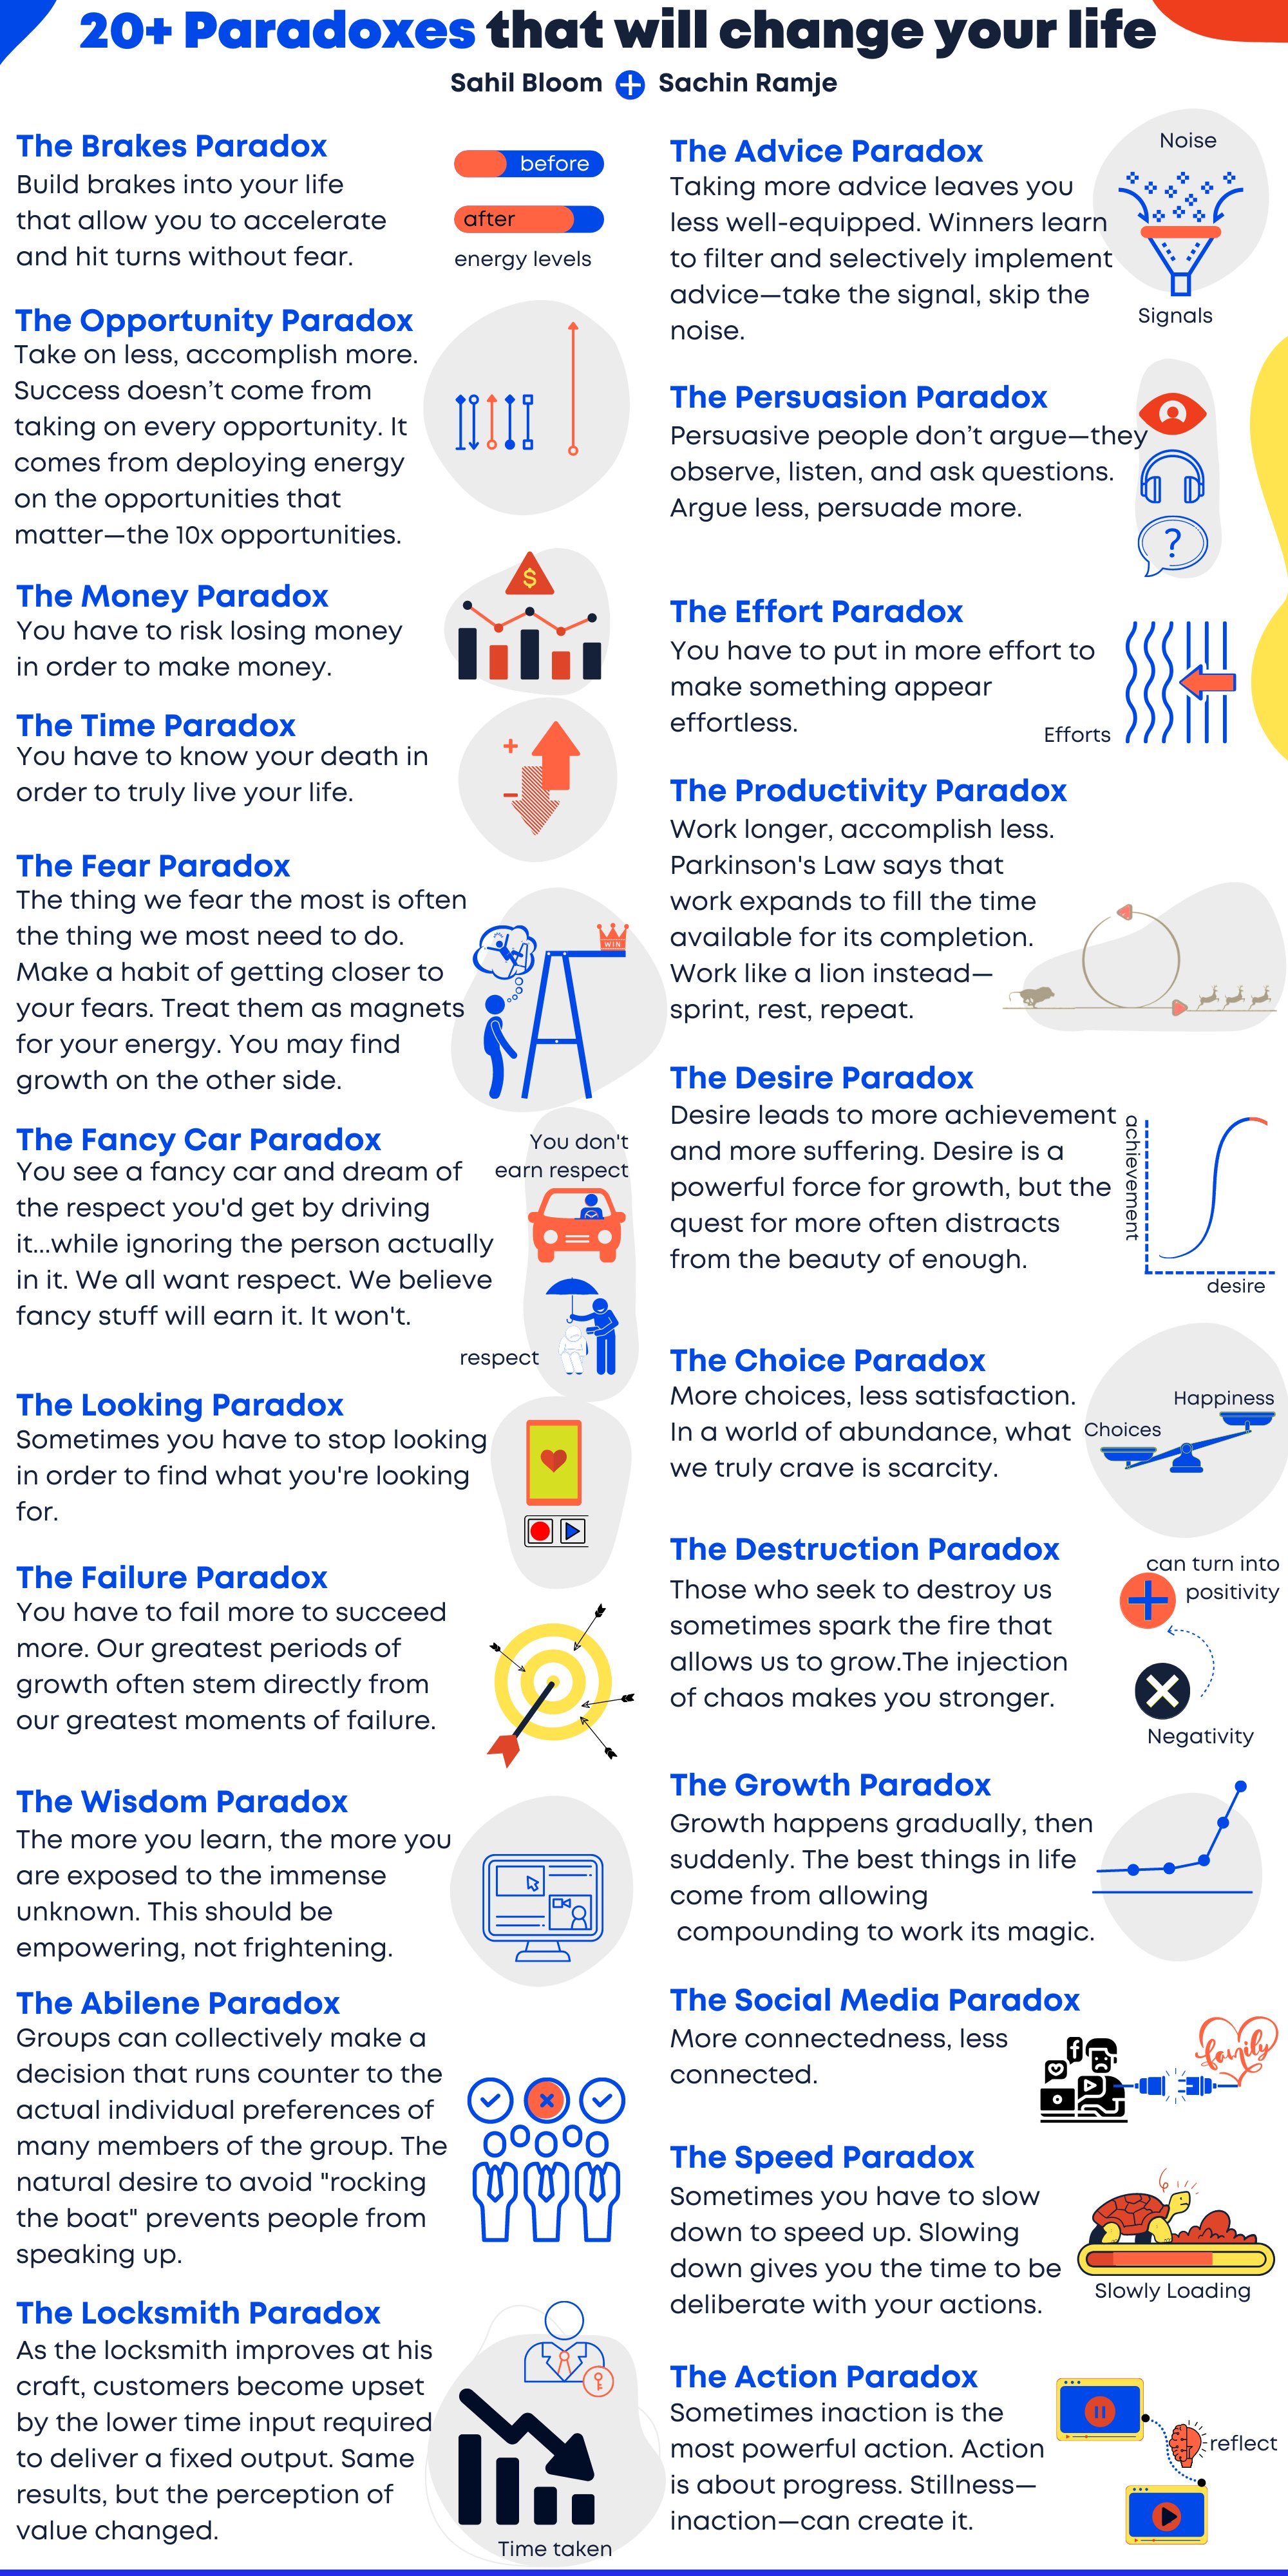 20+ Paradoxes that will change your life
Sahil Bloom + Sachin Ramje
The Brakes Paradox
Build brakes into your life
that allow you to accelerate
and hit turns without fear.
before
after
energy levels
The Opportunity Paradox
Take on less, accomplish more.
Success doesn’t come from
taking on every opportunity. It
comes from deploying energy
on the opportunities that
matter—the 10x opportunities.
The Money Paradox
You have to risk losing money
in order to make money.
$
The Time Paradox
You have to know your death in
order to truly live your life.
+
−
The Fear Paradox
The thing we fear the most is often
the thing we most need to do.
Make a habit of getting closer to
your fears. Treat them as magnets
for your energy. You may find
growth on the other side.
WIN
The Fancy Car Paradox
You see a fancy car and dream of
the respect you'd get by driving
it...while ignoring the person actually
in it. We all want respect. We believe
fancy stuff will earn it. It won't.
You don't
earn respect
respect
The Looking Paradox
Sometimes you have to stop looking
in order to find what you're looking
for.
The Failure Paradox
You have to fail more to succeed
more. Our greatest periods of
growth often stem directly from
our greatest moments of failure.
The Wisdom Paradox
The more you learn, the more you
are exposed to the immense
unknown. This should be
empowering, not frightening.
The Abilene Paradox
Groups can collectively make a
decision that runs counter to the
actual individual preferences of
many members of the group. The
natural desire to avoid "rocking
the boat" prevents people from
speaking up.
The Locksmith Paradox
As the locksmith improves at his
craft, customers become upset
by the lower time input required
to deliver a fixed output. Same
results, but the perception of
value changed.
Time taken
The Advice Paradox
Taking more advice leaves you
less well-equipped. Winners learn
to filter and selectively implement
advice—take the signal, skip the
noise.
Noise
Signals
The Persuasion Paradox
Persuasive people don’t argue—they
observe, listen, and ask questions.
Argue less, persuade more.
?
The Effort Paradox
You have to put in more effort to
make something appear
effortless.
Efforts
The Productivity Paradox
Work longer, accomplish less.
Parkinson's Law says that
work expands to fill the time
available for its completion.
Work like a lion instead—
sprint, rest, repeat.
The Desire Paradox
Desire leads to more achievement
and more suffering. Desire is a
powerful force for growth, but the
quest for more often distracts
from the beauty of enough.
achievement
desire
The Choice Paradox
More choices, less satisfaction.
In a world of abundance, what
we truly crave is scarcity.
Happiness
Choices
The Destruction Paradox
Those who seek to destroy us
sometimes spark the fire that
allows us to grow.The injection
of chaos makes you stronger.
can turn into
positivity
Negativity
The Growth Paradox
Growth happens gradually, then
suddenly. The best things in life
come from allowing
compounding to work its magic.
The Social Media Paradox
More connectedness, less
connected.
f
family
The Speed Paradox
Sometimes you have to slow
down to speed up. Slowing
down gives you the time to be
deliberate with your actions.
Slowly Loading
The Action Paradox
Sometimes inaction is the
most powerful action. Action
is about progress. Stillness—
inaction—can create it.
reflect